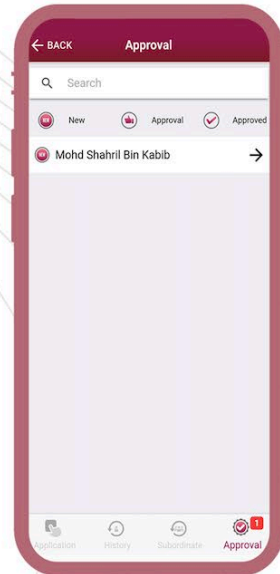 BACK Approval
Search
New Approval Approved
Mohd Shahril Bin Kabib
1
Application History Subordinate Approval